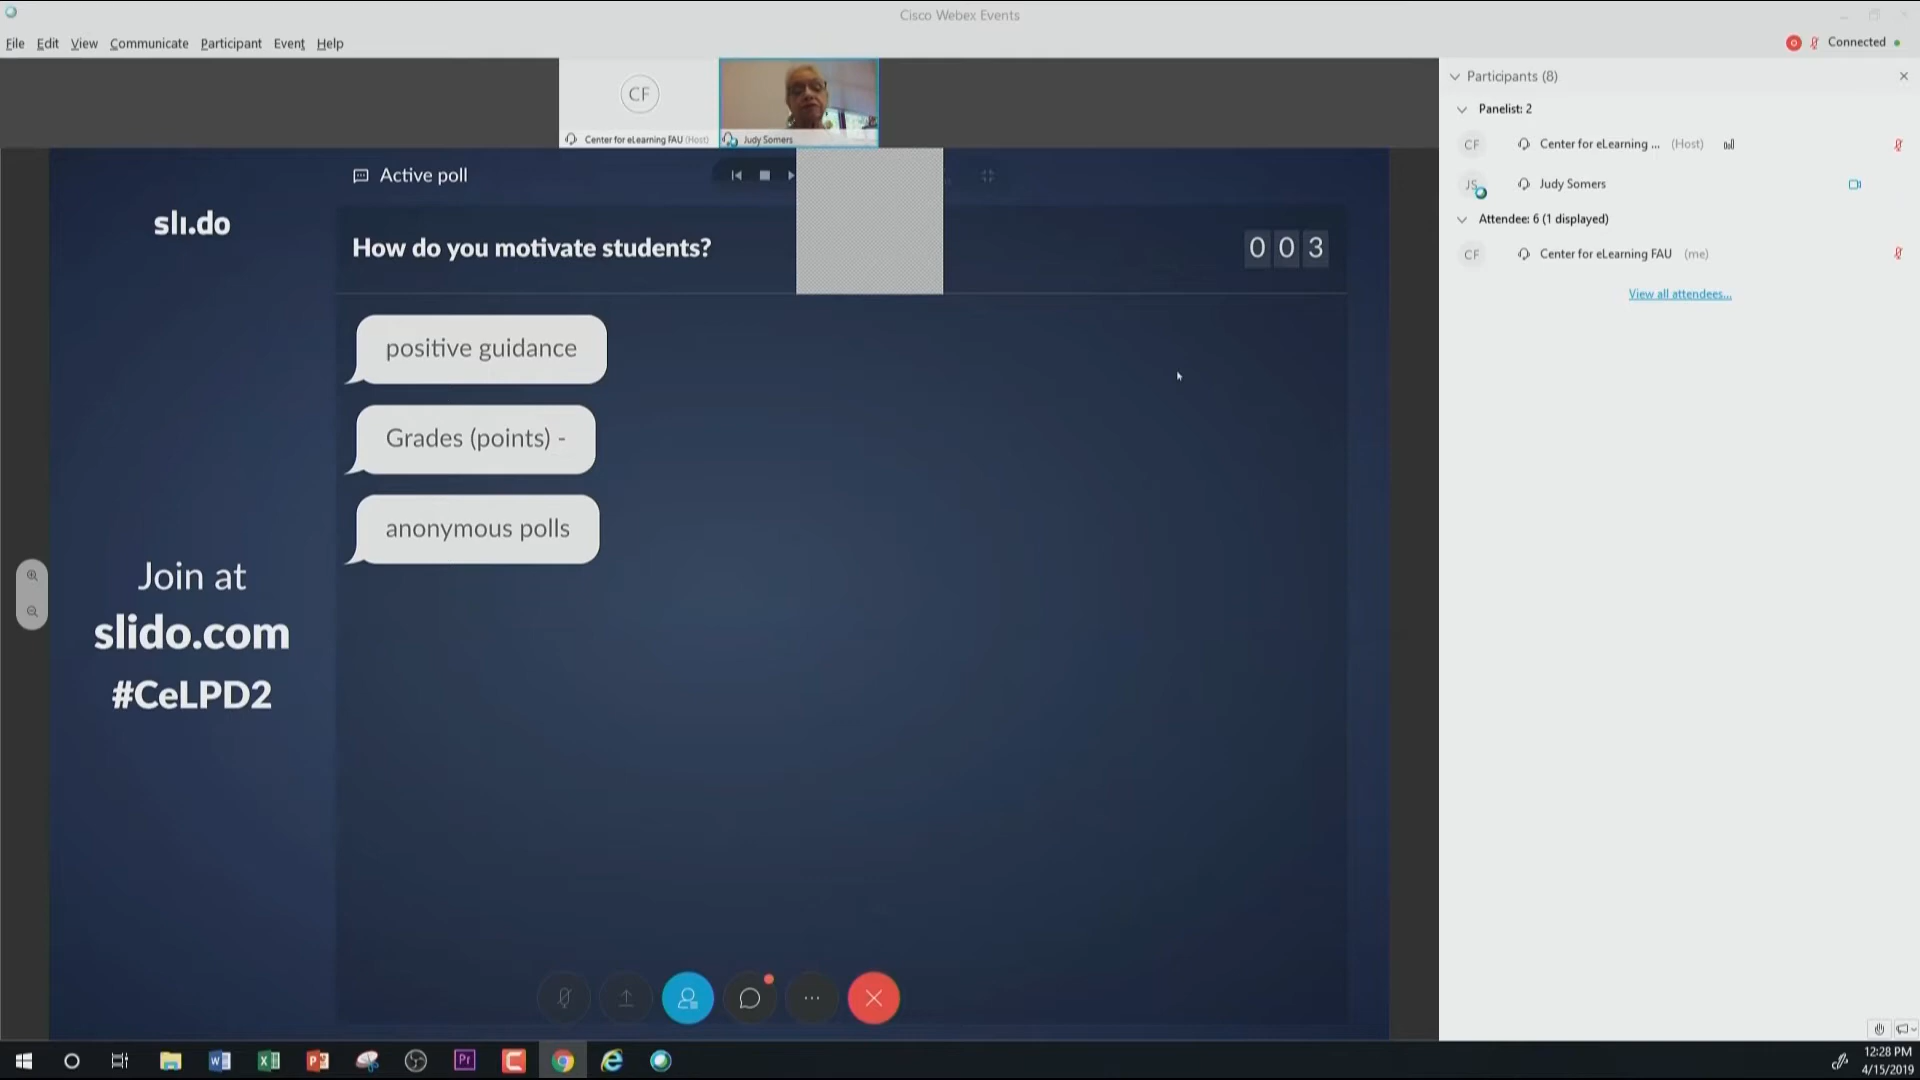 Cisco Webex Events
File Edit View Communicate Participant Event Help
Connected
CF
Center for eLearning FAU (Host)
Judy Somers
Participants (8)
Panelist: 2
CF Center for eLearning ... (Host)
JS Judy Somers
Attendee: 6 (1 displayed)
CF Center for eLearning FAU (me)
View all attendees...
Active poll
sli.do
How do you motivate students?
003
positive guidance
Grades (points) -
anonymous polls
Join at
slido.com
#CeLPD2
12:28 PM
4/15/2019